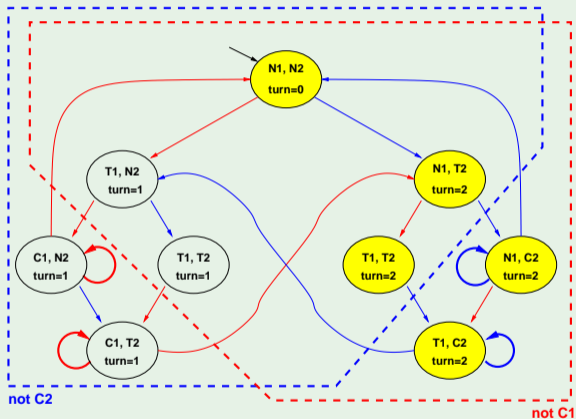 N1, N2
turn=0
T1, N2
turn=1
N1, T2
turn=2
C1, N2
turn=1
T1, T2
turn=1
T1, T2
turn=2
N1, C2
turn=2
C1, T2
turn=1
T1, C2
turn=2
not C2
not C1